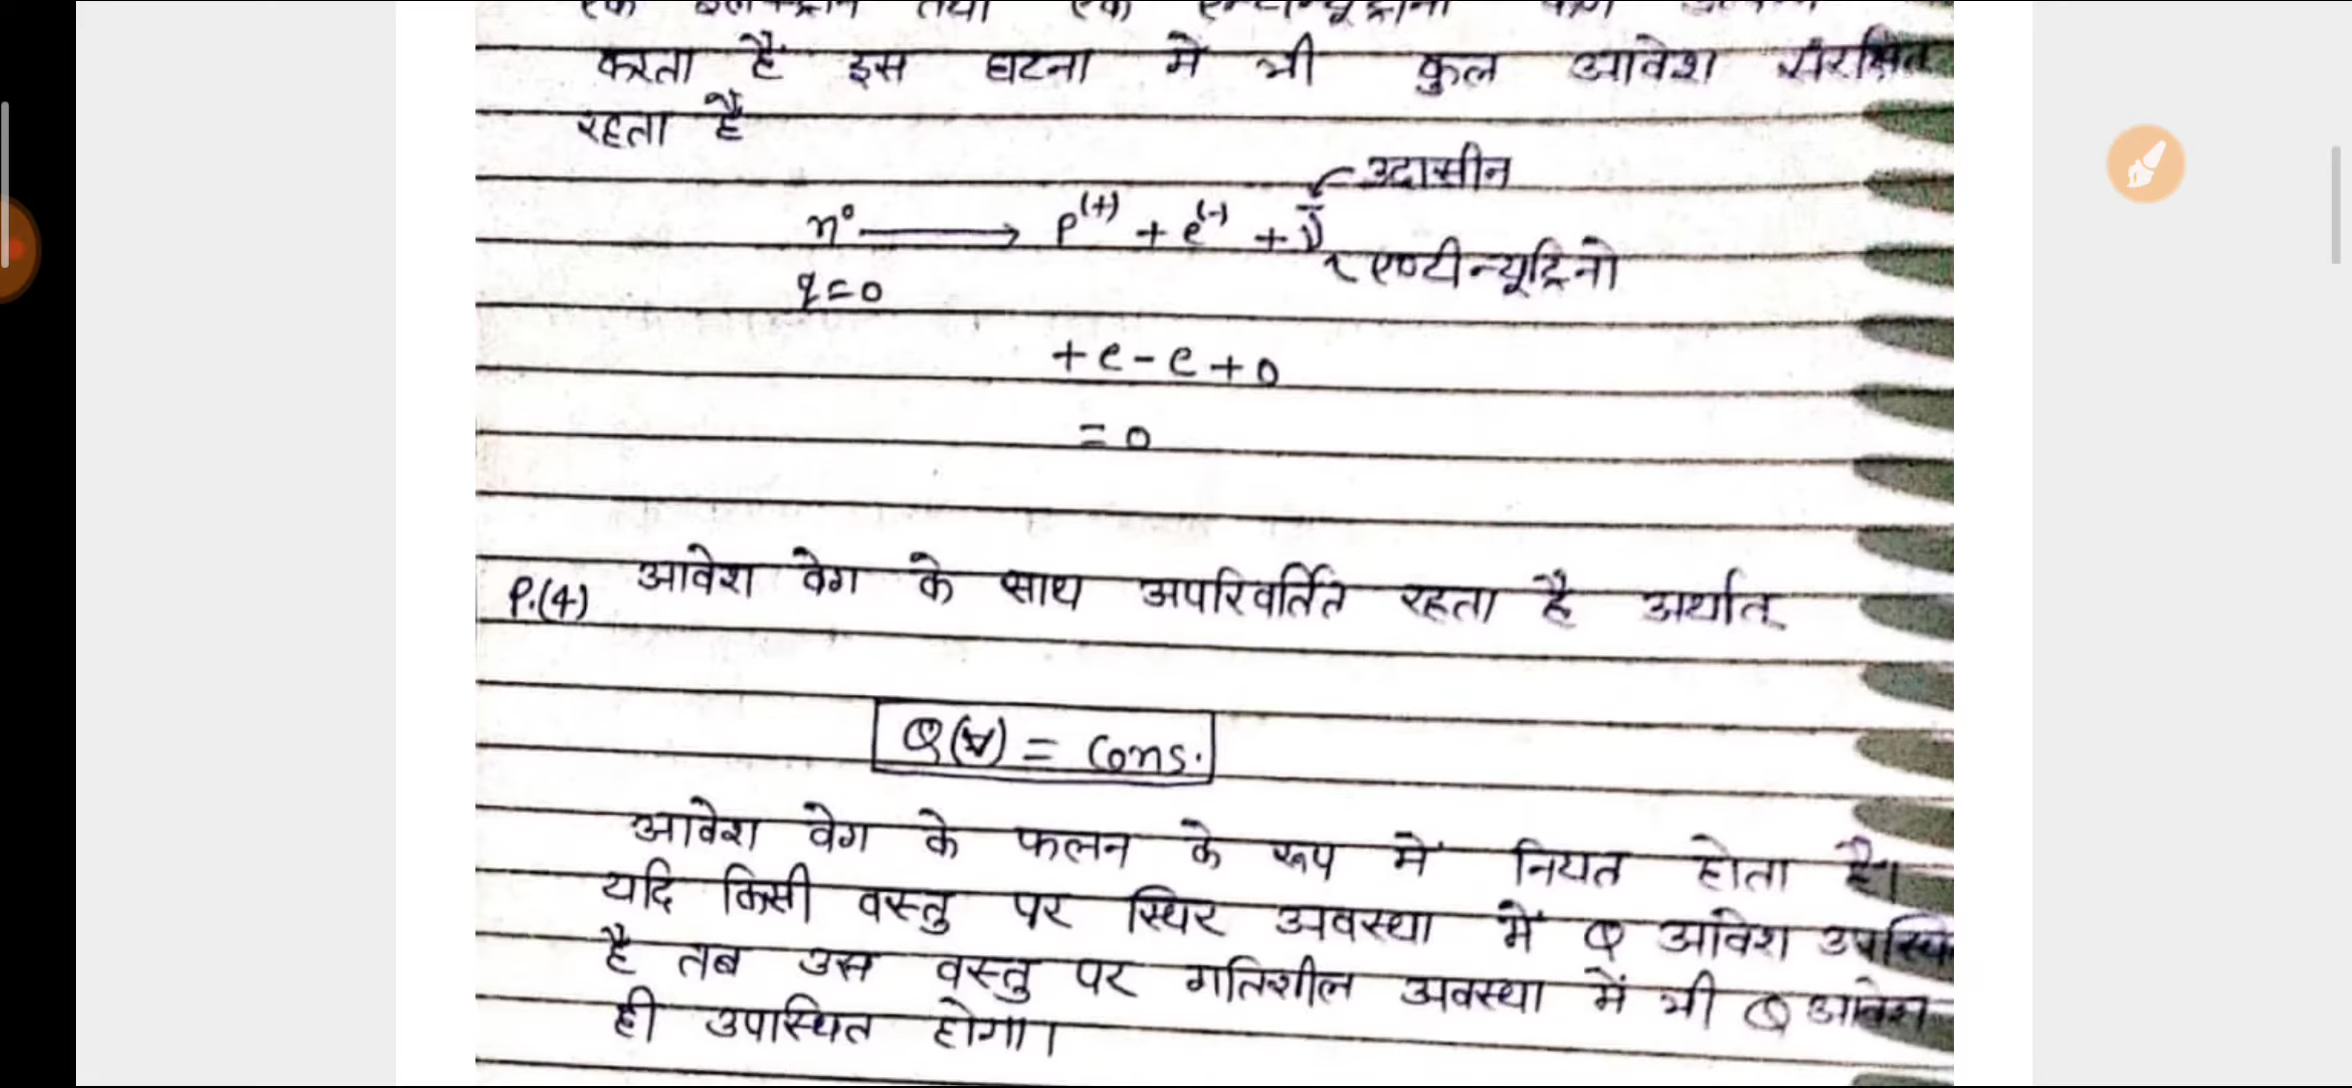 करता है इस घटना में भी कुल आवेश संरक्षित
रहता है
उदासीन
n° ⟶ p⁽⁺⁾ + e⁽⁻⁾ + ν̄
एण्टीन्यूट्रिनो
q=0
+e-e+0
=0
P.(4) आवेश वेग के साथ अपरिवर्तित रहता है अर्थात्
Q(v) = Cons.
आवेश वेग के फलन के रूप में नियत होता है।
यदि किसी वस्तु पर स्थिर अवस्था में Q आवेश
है तब उस वस्तु पर गतिशील अवस्था में भी Q आवेश
ही उपस्थित होगा।